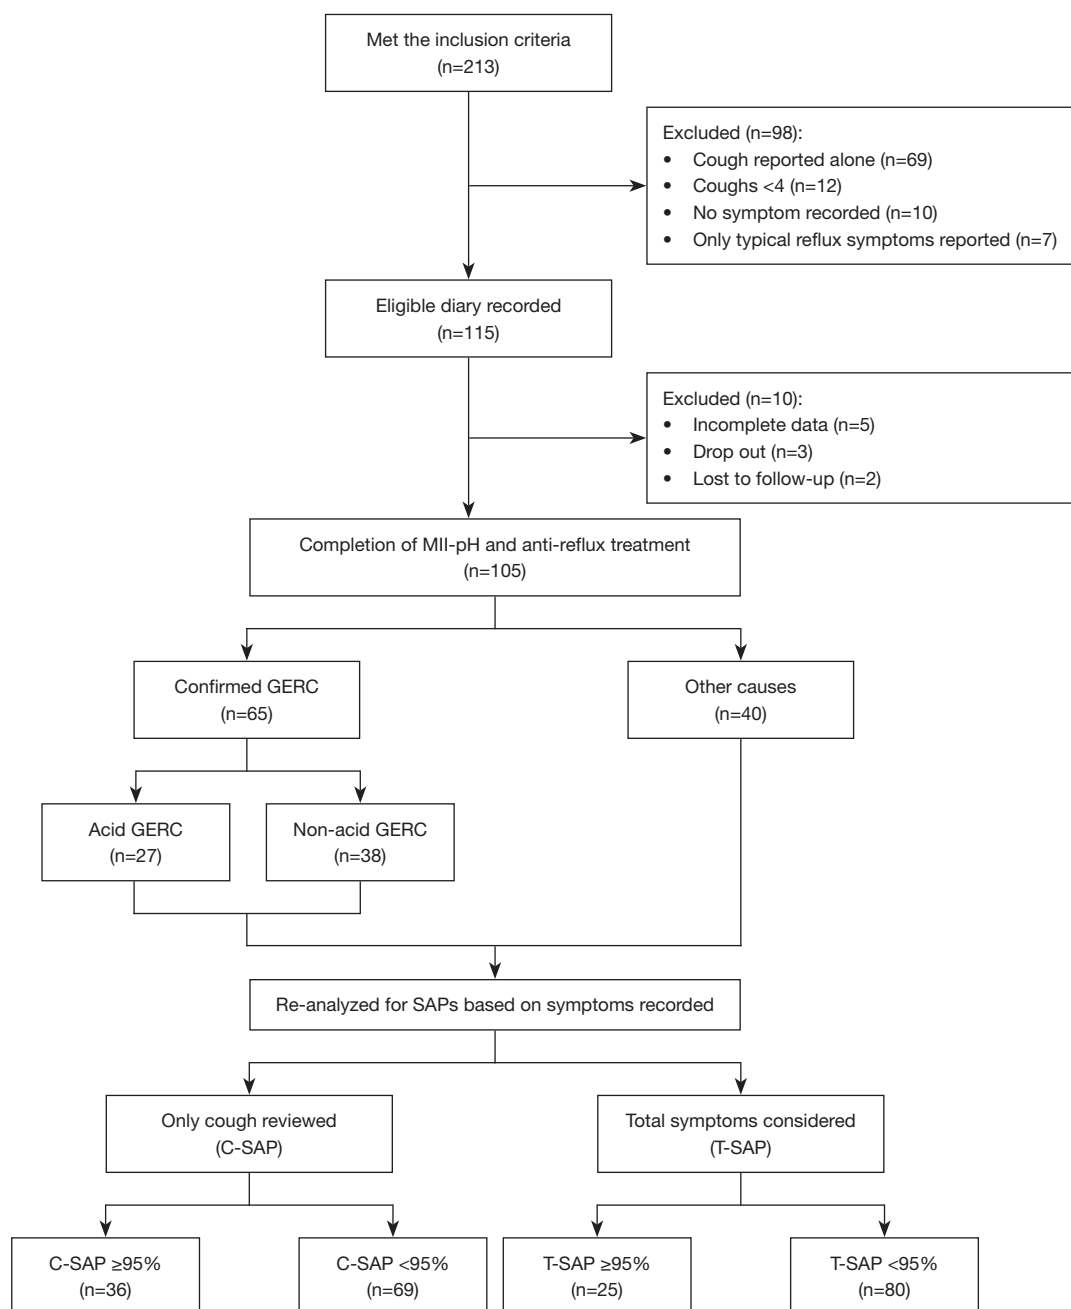 Met the inclusion criteria
(n=213)
Excluded (n=98):
• Cough reported alone (n=69)
• Coughs <4 (n=12)
• No symptom recorded (n=10)
• Only typical reflux symptoms reported (n=7)
Eligible diary recorded
(n=115)
Excluded (n=10):
• Incomplete data (n=5)
• Drop out (n=3)
• Lost to follow-up (n=2)
Completion of MII-pH and anti-reflux treatment
(n=105)
Confirmed GERC
(n=65)
Other causes
(n=40)
Acid GERC
(n=27)
Non-acid GERC
(n=38)
Re-analyzed for SAPs based on symptoms recorded
Only cough reviewed
(C-SAP)
Total symptoms considered
(T-SAP)
C-SAP ≥95%
(n=36)
C-SAP <95%
(n=69)
T-SAP ≥95%
(n=25)
T-SAP <95%
(n=80)